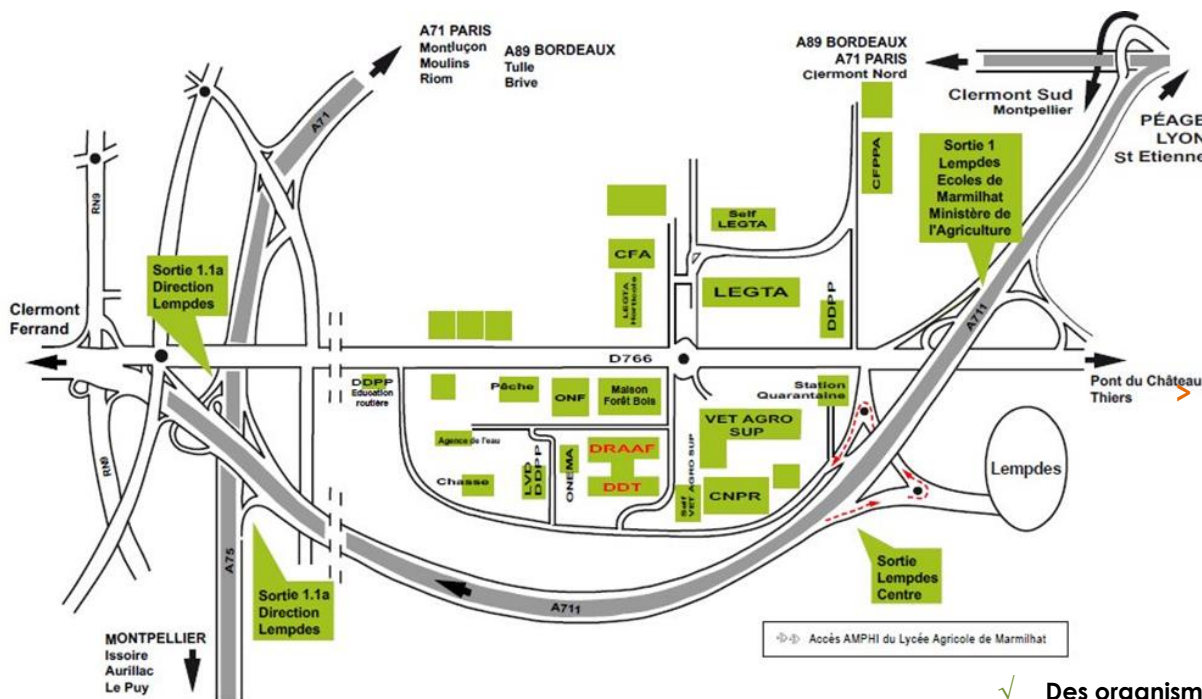 A71 PARIS
Montluçon
Moulins
Riom
A89 BORDEAUX
Tulle
Brive
A89 BORDEAUX
A71 PARIS
Clermont Nord
Clermont Sud
Montpellier
PÉAGE
LYON
St Etienne
A71
RN9
CFPPA
Sortie 1
Lempdes
Ecoles de
Marmilhat
Ministère de
l'Agriculture
Self
LEGTA
CFA
LEGTA
Horticole
LEGTA
DDPP
Sortie 1.1a
Direction
Lempdes
A711
Clermont
Ferrand
D766
Pont du Château
Thiers
>
DDPP
Education
routière
Pêche
ONF
Maison
Forêt Bois
Station
Quarantaine
VET AGRO
SUP
Agence de l'eau
DRAAF
Chasse
LVD
DDPP
ONEMA
DDT
Self
VET AGRO SUP
CNPR
Lempdes
RN9
A75
Sortie 1.1a
Direction
Lempdes
A711
Sortie
Lempdes
Centre
Accès AMPHI du Lycée Agricole de Marmilhat
MONTPELLIER
Issoire
Aurillac
Le Puy
√ Des organism